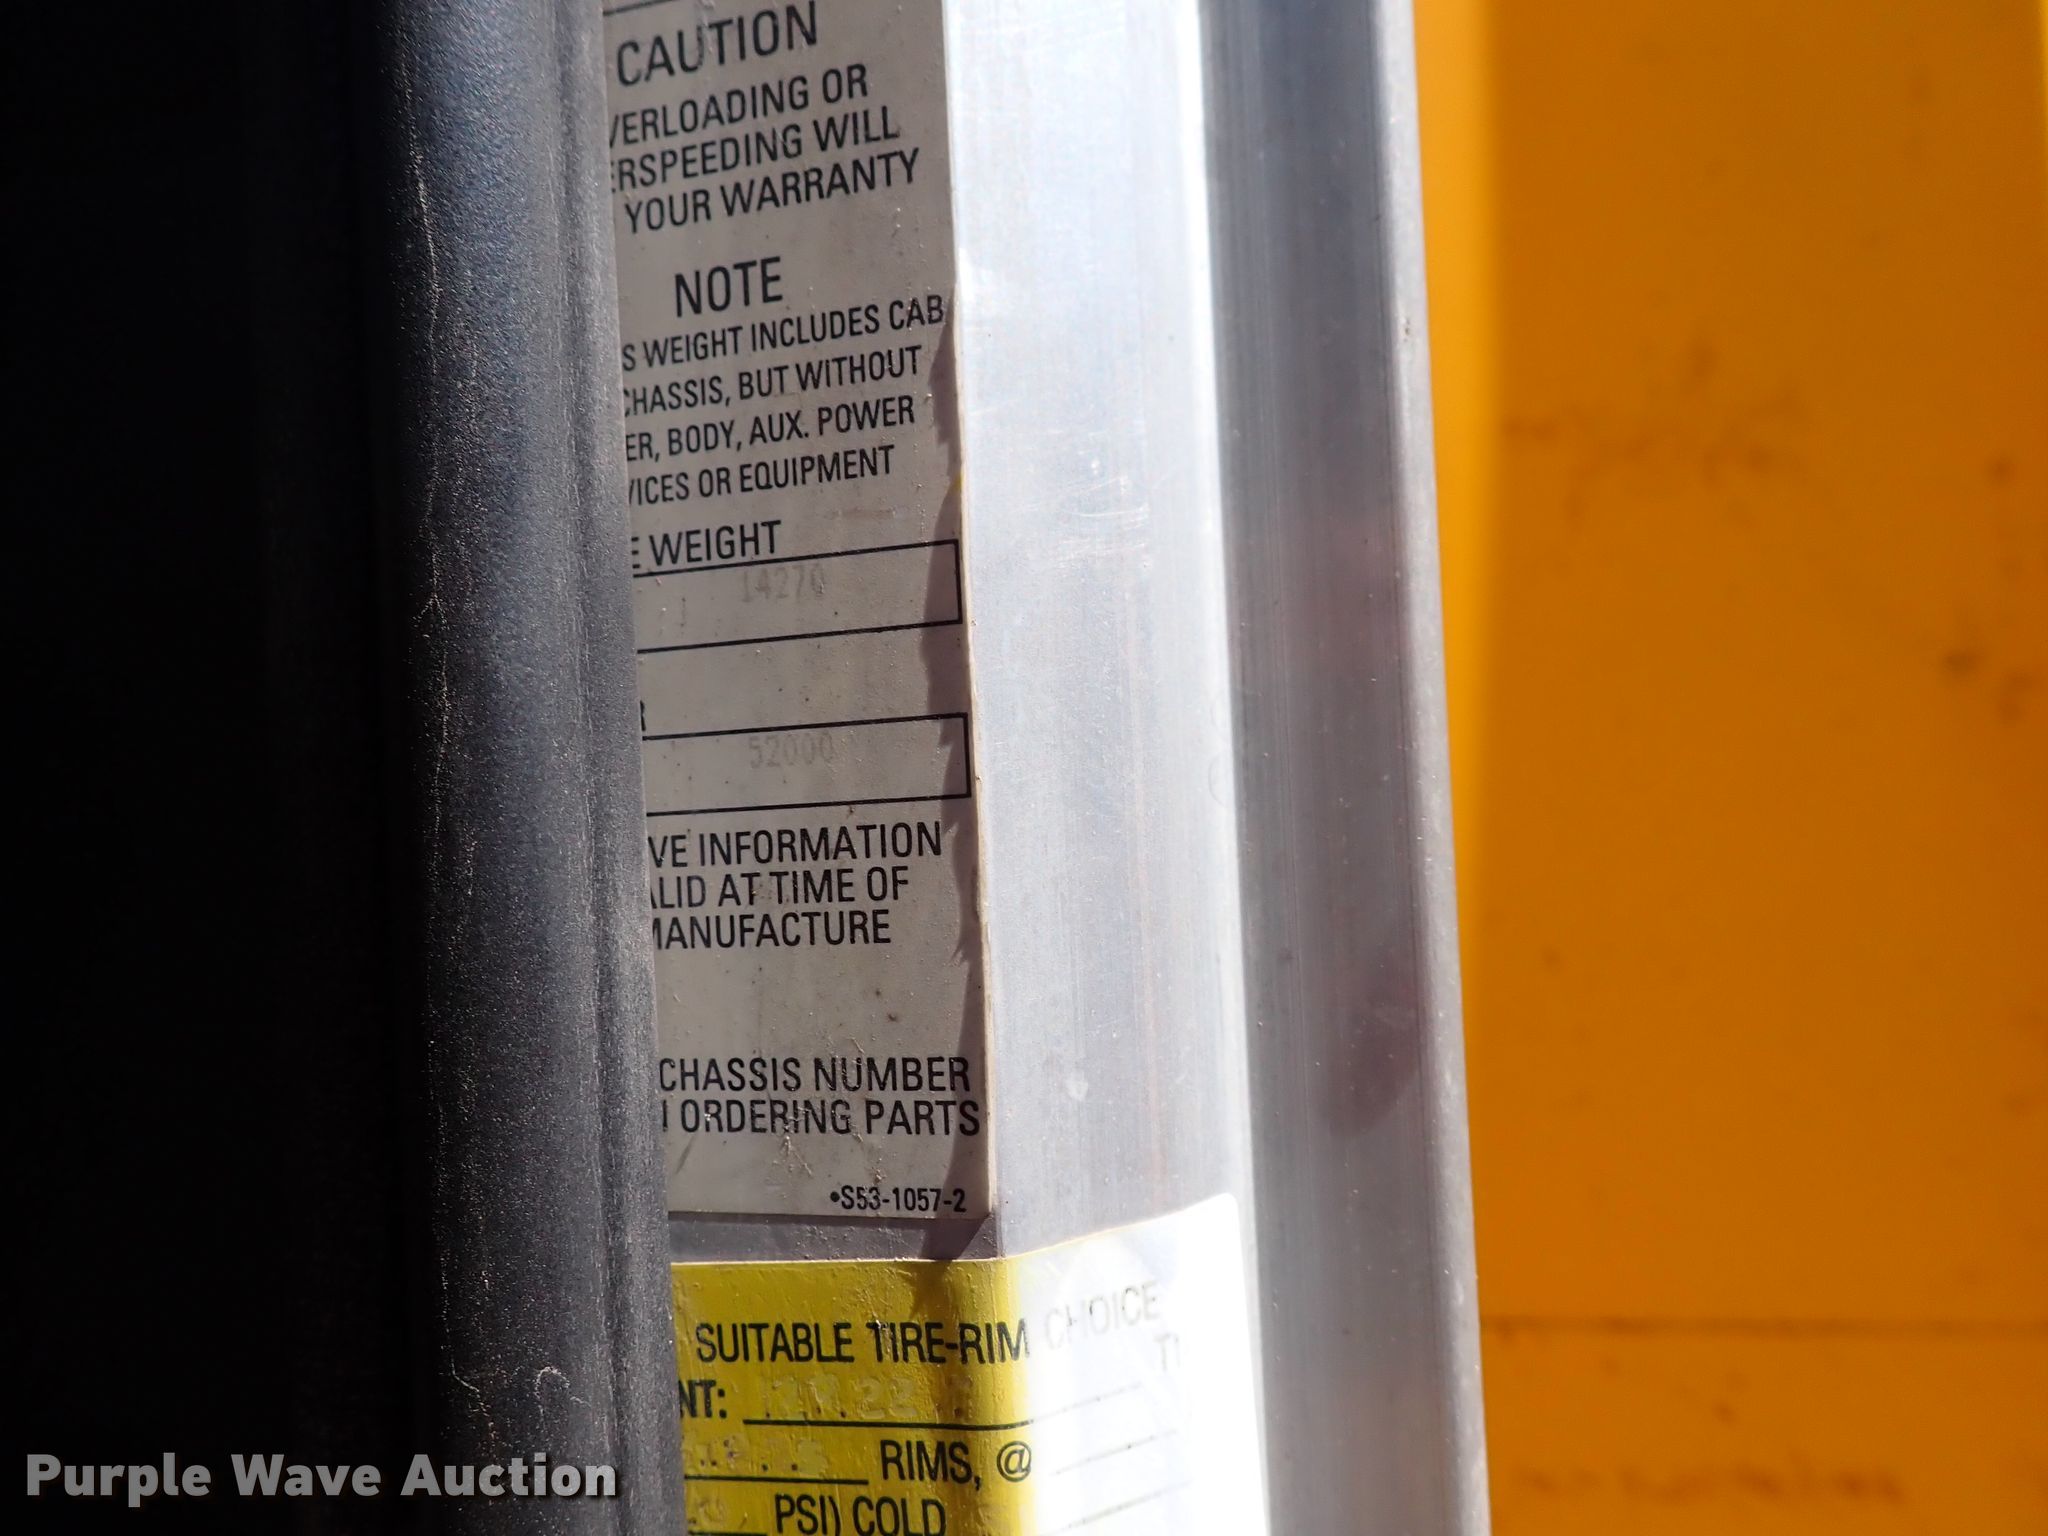 CAUTION
VERLOADING OR
ERSPEEDING WILL
YOUR WARRANTY
NOTE
S WEIGHT INCLUDES CAB
CHASSIS, BUT WITHOUT
ER, BODY, AUX. POWER
VICES OR EQUIPMENT
E WEIGHT
14270
R
52000
VE INFORMATION
ALID AT TIME OF
MANUFACTURE
CHASSIS NUMBER
ORDERING PARTS
•S53-1057-2
SUITABLE TIRE-RIM CHOICE
NT:
RIMS, @
PSI) COLD
Purple Wave Auction